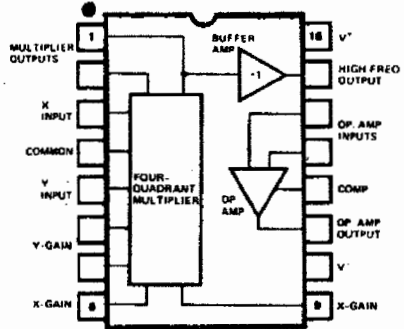 1
MULTIPLIER
OUTPUTS
X
INPUT
COMMON
Y
INPUT
Y-GAIN
X-GAIN
8
BUFFER
AMP
-1
FOUR-
QUADRANT
MULTIPLIER
OP
AMP
16
V+
HIGH FREQ
OUTPUT
OP. AMP
INPUTS
COMP
OP AMP
OUTPUT
V-
9
X-GAIN